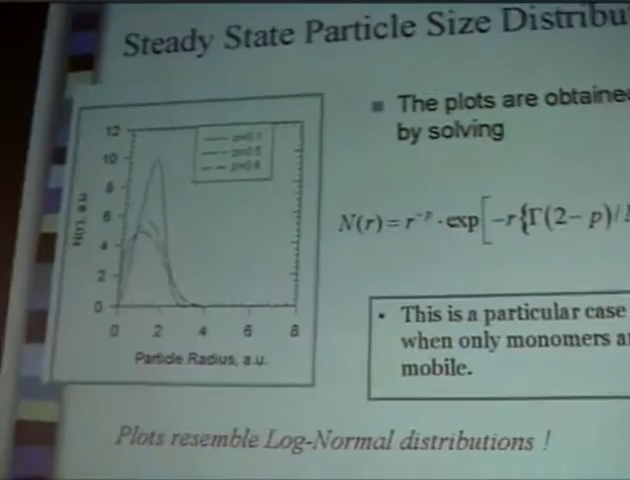 Steady State Particle Size Distribu
The plots are obtained
by solving
N(r), a.u.
12
10
8
6
4
2
0
0 2 4 6 8
Particle Radius, a.u.
N(r)=r⁻ᵖ·exp[−r{Γ(2−p)/
• This is a particular case
when only monomers a
mobile.
Plots resemble Log-Normal distributions !